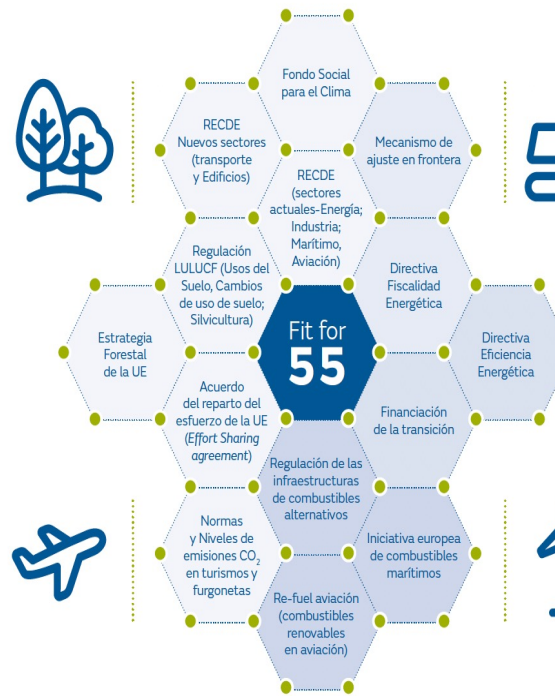 Fondo Social
para el Clima
RECDE
Nuevos sectores
(transporte
y Edificios)
Mecanismo de
ajuste en frontera
RECDE
(sectores
actuales-Energía;
Industria;
Marítimo,
Aviación)
Regulación
LULUCF (Usos del
Suelo, Cambios
de uso de suelo;
Silvicultura)
Directiva
Fiscalidad
Energética
Estrategia
Forestal
de la UE
Fit for
55
Directiva
Eficiencia
Energética
Acuerdo
del reparto del
esfuerzo de la UE
(Effort Sharing
agreement)
Financiación
de la transición
Regulación de las
infraestructuras
de combustibles
alternativos
Normas
y Niveles de
emisiones CO₂
en turismos y
furgonetas
Iniciativa europea
de combustibles
marítimos
Re-fuel aviación
(combustibles
renovables
en aviación)